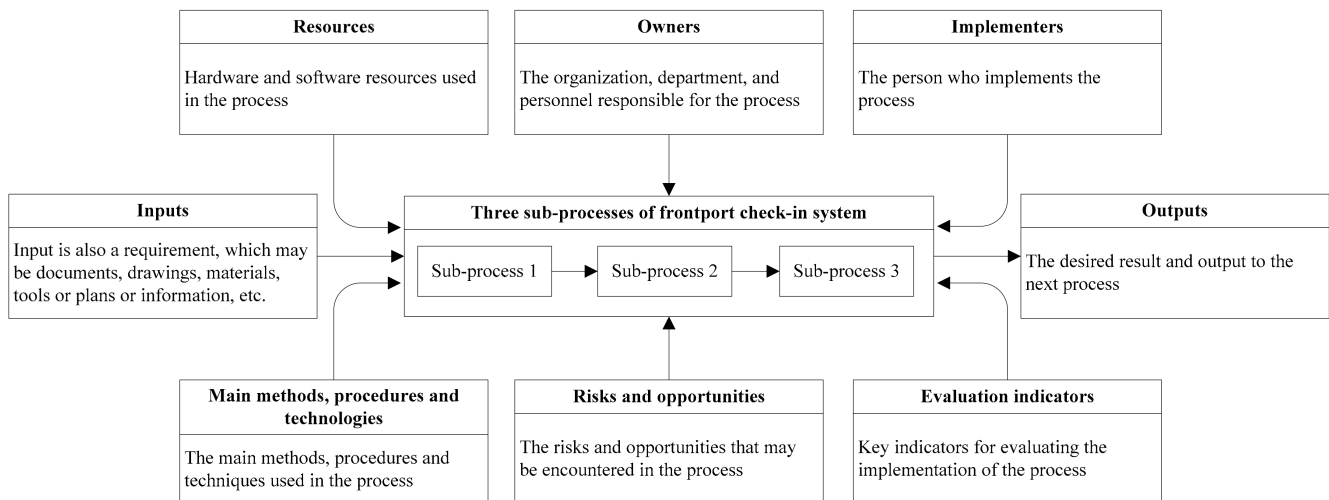 Resources
Hardware and software resources used
in the process
Owners
The organization, department, and
personnel responsible for the process
Implementers
The person who implements the
process
Inputs
Input is also a requirement, which may
be documents, drawings, materials,
tools or plans or information, etc.
Three sub-processes of frontport check-in system
Sub-process 1
Sub-process 2
Sub-process 3
Outputs
The desired result and output to the
next process
Main methods, procedures and
technologies
The main methods, procedures and
techniques used in the process
Risks and opportunities
The risks and opportunities that may
be encountered in the process
Evaluation indicators
Key indicators for evaluating the
implementation of the process